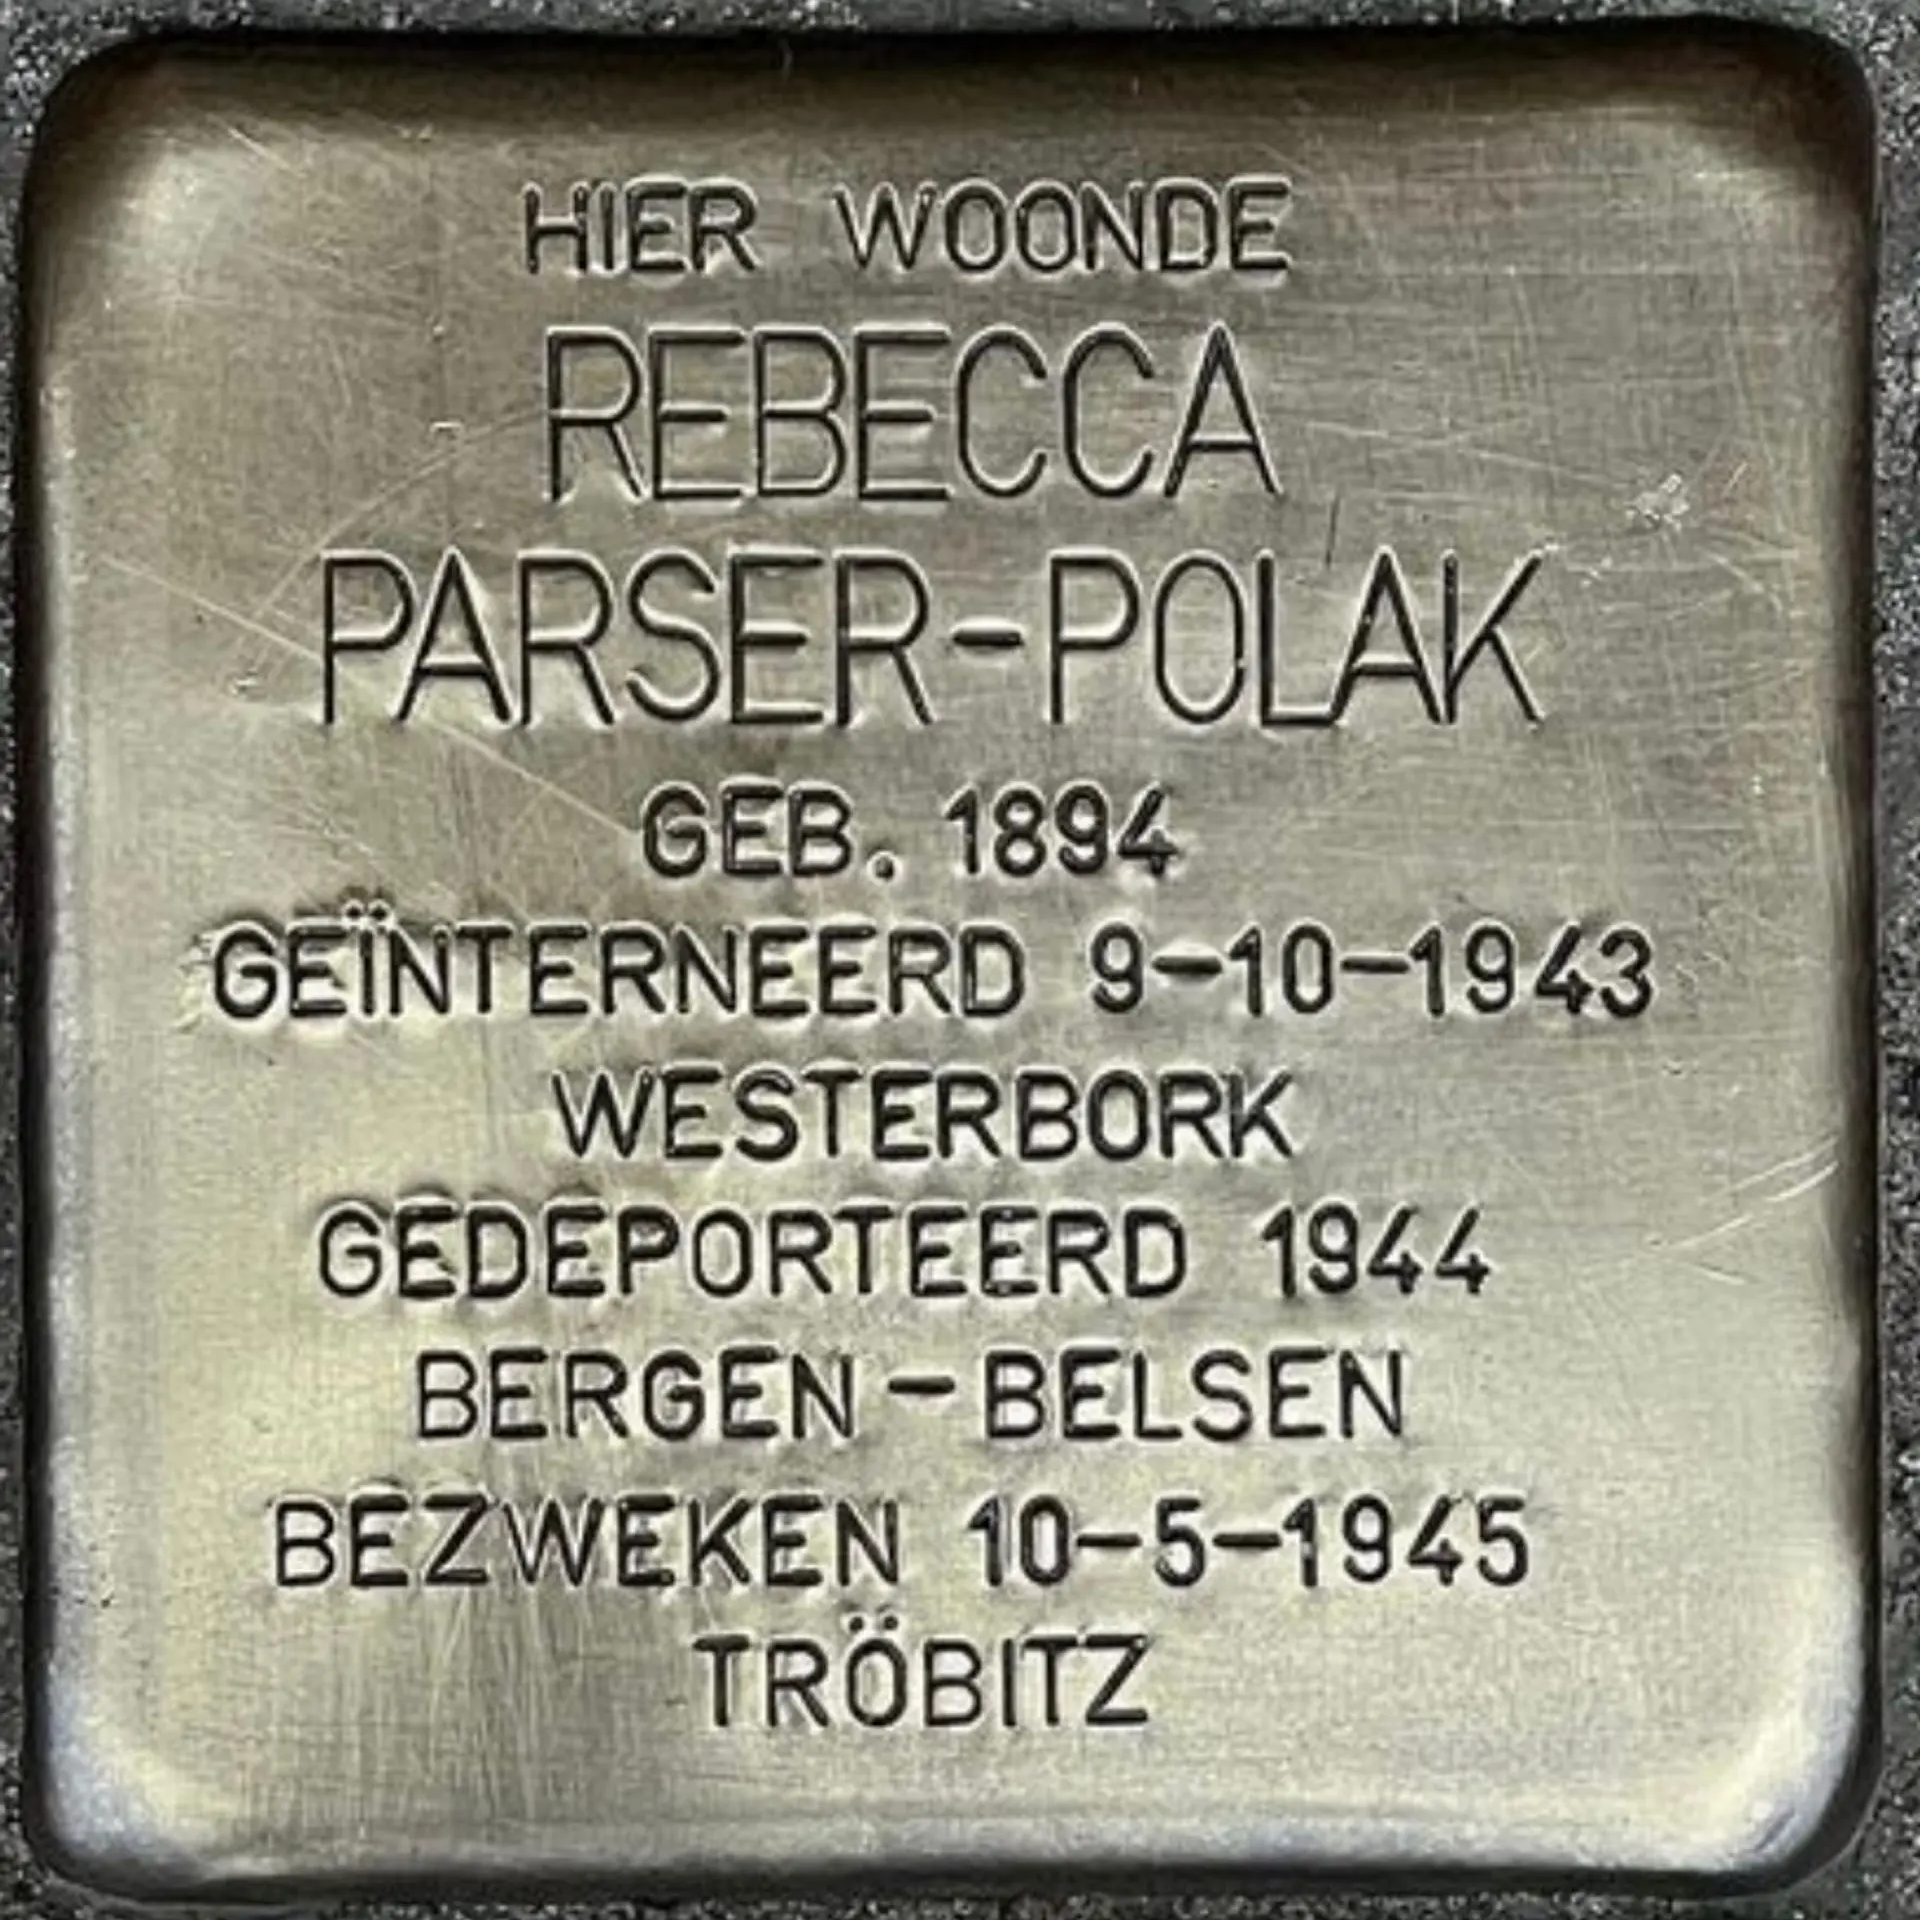 HIER WOONDE
REBECCA
PARSER-POLAK
GEB. 1894
GEÏNTERNEERD 9-10-1943
WESTERBORK
GEDEPORTEERD 1944
BERGEN-BELSEN
BEZWEKEN 10-5-1945
TRÖBITZ